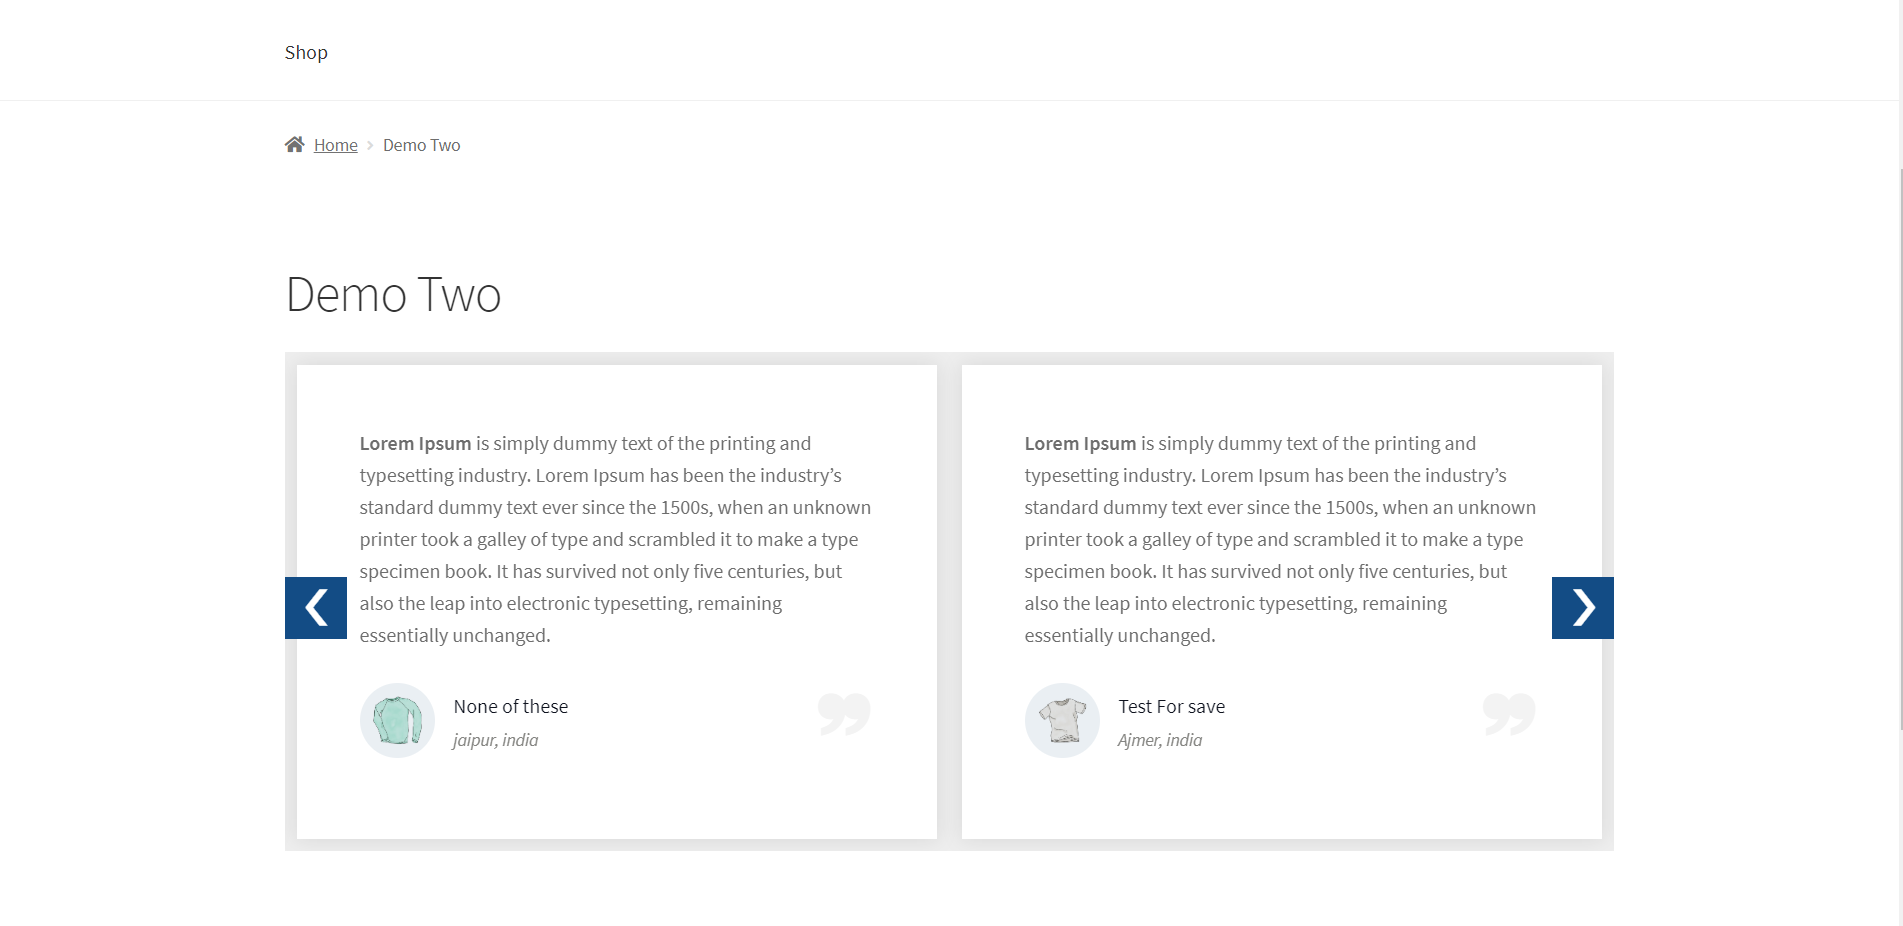 Shop
Home
Demo Two
Demo Two
Lorem Ipsum is simply dummy text of the printing and
typesetting industry. Lorem Ipsum has been the industry’s
standard dummy text ever since the 1500s, when an unknown
printer took a galley of type and scrambled it to make a type
specimen book. It has survived not only five centuries, but
also the leap into electronic typesetting, remaining
essentially unchanged.
None of these
jaipur, india
Lorem Ipsum is simply dummy text of the printing and
typesetting industry. Lorem Ipsum has been the industry’s
standard dummy text ever since the 1500s, when an unknown
printer took a galley of type and scrambled it to make a type
specimen book. It has survived not only five centuries, but
also the leap into electronic typesetting, remaining
essentially unchanged.
Test For save
Ajmer, india